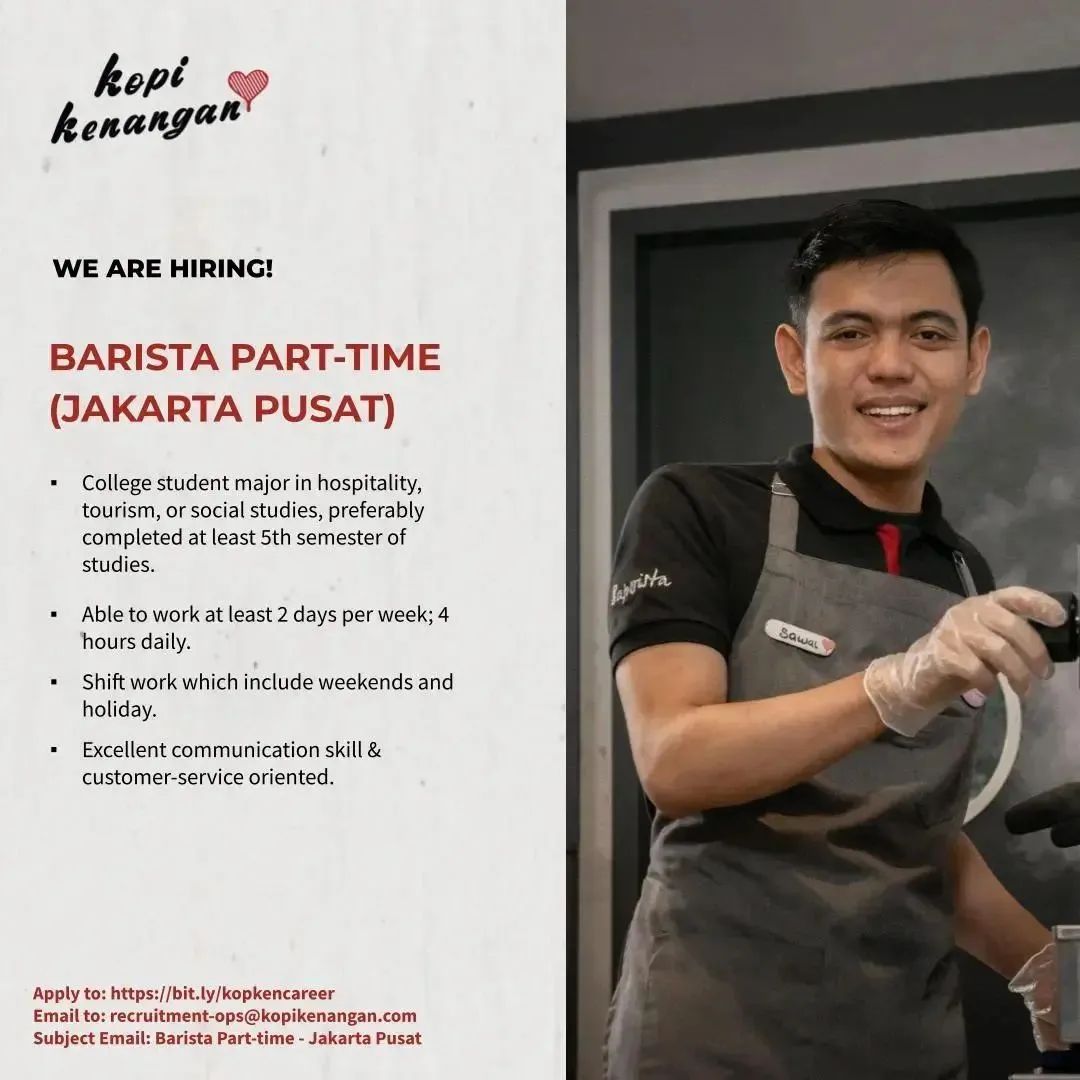 kopi
kenangan
WE ARE HIRING!
BARISTA PART-TIME
(JAKARTA PUSAT)
▪ College student major in hospitality,
tourism, or social studies, preferably
completed at least 5th semester of
studies.
▪ Able to work at least 2 days per week; 4
hours daily.
▪ Shift work which include weekends and
holiday.
▪ Excellent communication skill &
customer-service oriented.
Apply to: https://bit.ly/kopkencareer
Email to: recruitment-ops@kopikenangan.com
Subject Email: Barista Part-time - Jakarta Pusat
Sawal